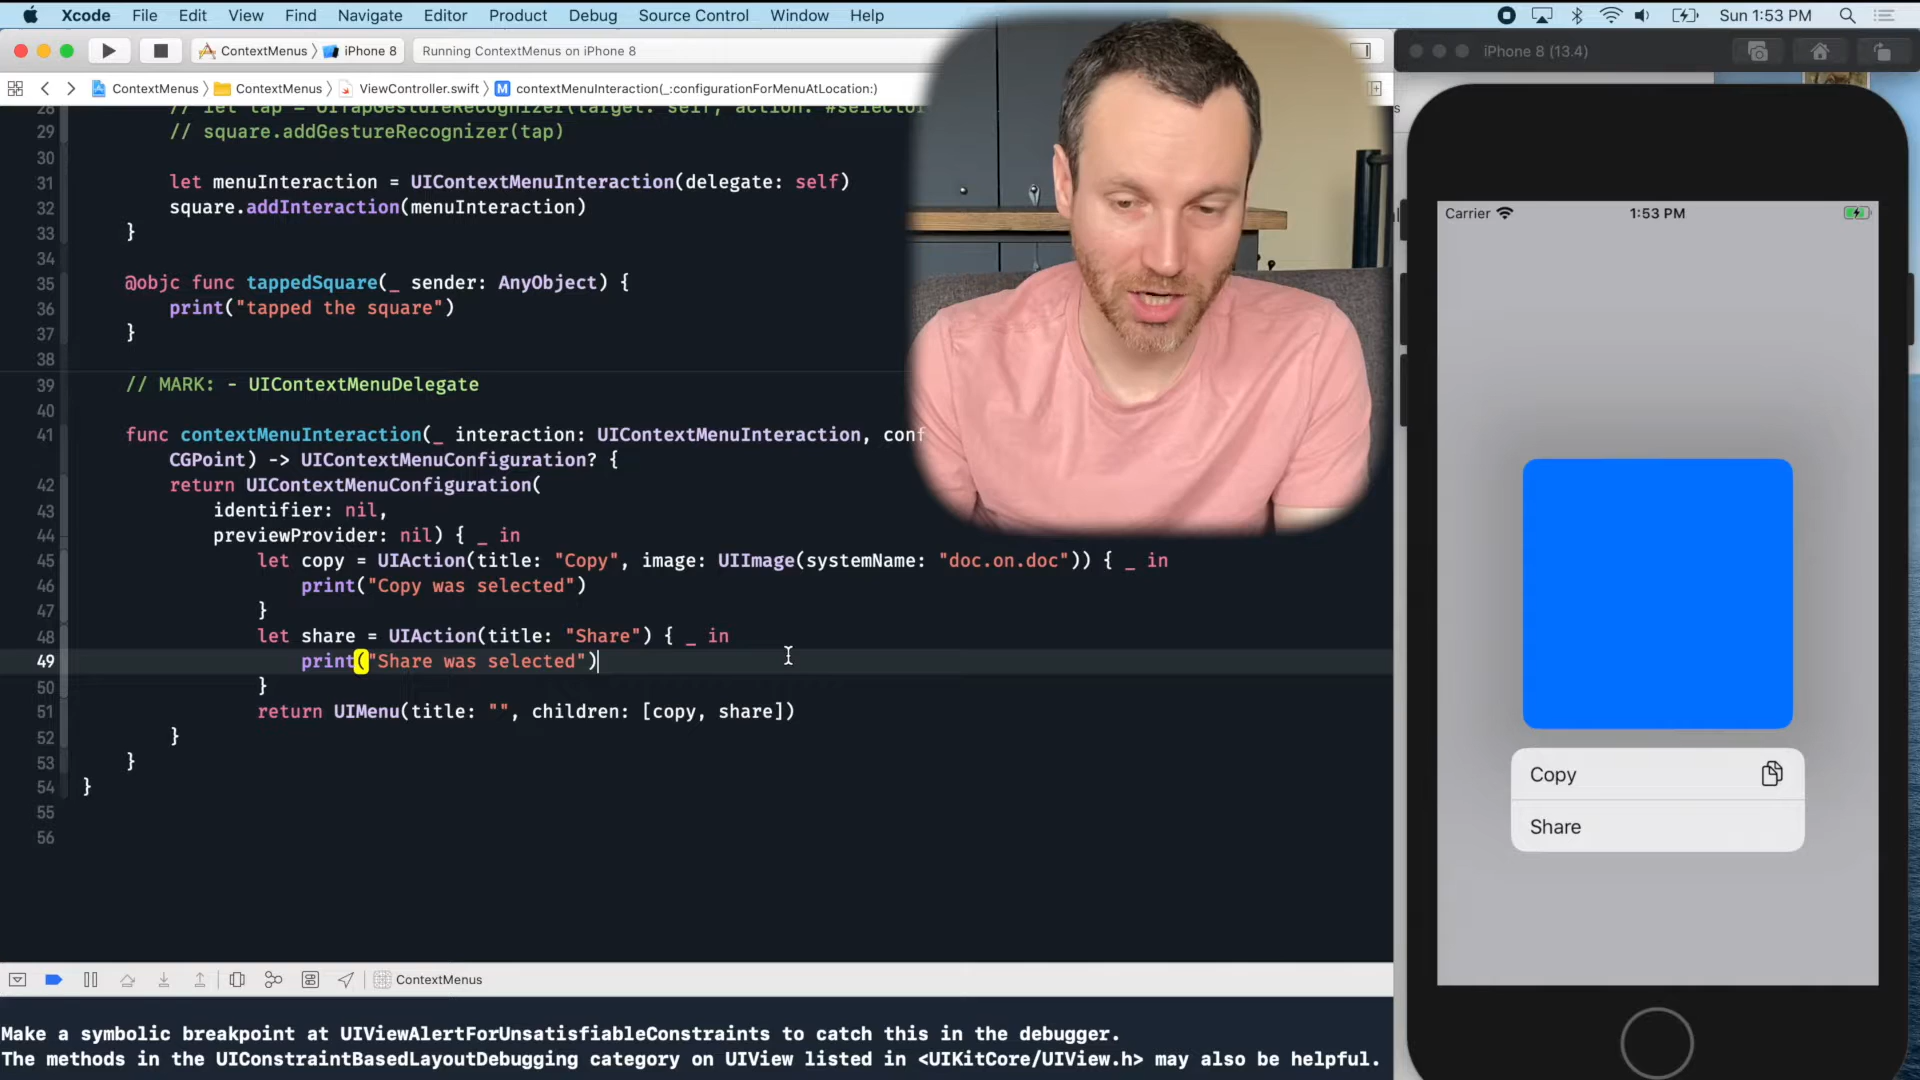 Xcode File Edit View Find Navigate Editor Product Debug Source Control Window Help Sun 1:53 PM
ContextMenus iPhone 8 Running ContextMenus on iPhone 8
iPhone 8 (13.4)
ContextMenus ContextMenus ViewController.swift M contextMenuInteraction(_:configurationForMenuAtLocation:)
28 // let tap = UITapGestureRecognizer(target: self, action: #selecto
29 // square.addGestureRecognizer(tap)
30
31 let menuInteraction = UIContextMenuInteraction(delegate: self)
32 square.addInteraction(menuInteraction)
33 }
34
35 @objc func tappedSquare(_ sender: AnyObject) {
36 print("tapped the square")
37 }
38
39 // MARK: - UIContextMenuDelegate
40
41 func contextMenuInteraction(_ interaction: UIContextMenuInteraction, conf
CGPoint) -> UIContextMenuConfiguration? {
42 return UIContextMenuConfiguration(
43 identifier: nil,
44 previewProvider: nil) { _ in
45 let copy = UIAction(title: "Copy", image: UIImage(systemName: "doc.on.doc")) { _ in
46 print("Copy was selected")
47 }
48 let share = UIAction(title: "Share") { _ in
49 print("Share was selected")
50 }
51 return UIMenu(title: "", children: [copy, share])
52 }
53 }
54 }
55
56
ContextMenus
Make a symbolic breakpoint at UIViewAlertForUnsatisfiableConstraints to catch this in the debugger.
The methods in the UIConstraintBasedLayoutDebugging category on UIView listed in <UIKitCore/UIView.h> may also be helpful.
Carrier 1:53 PM
Copy
Share